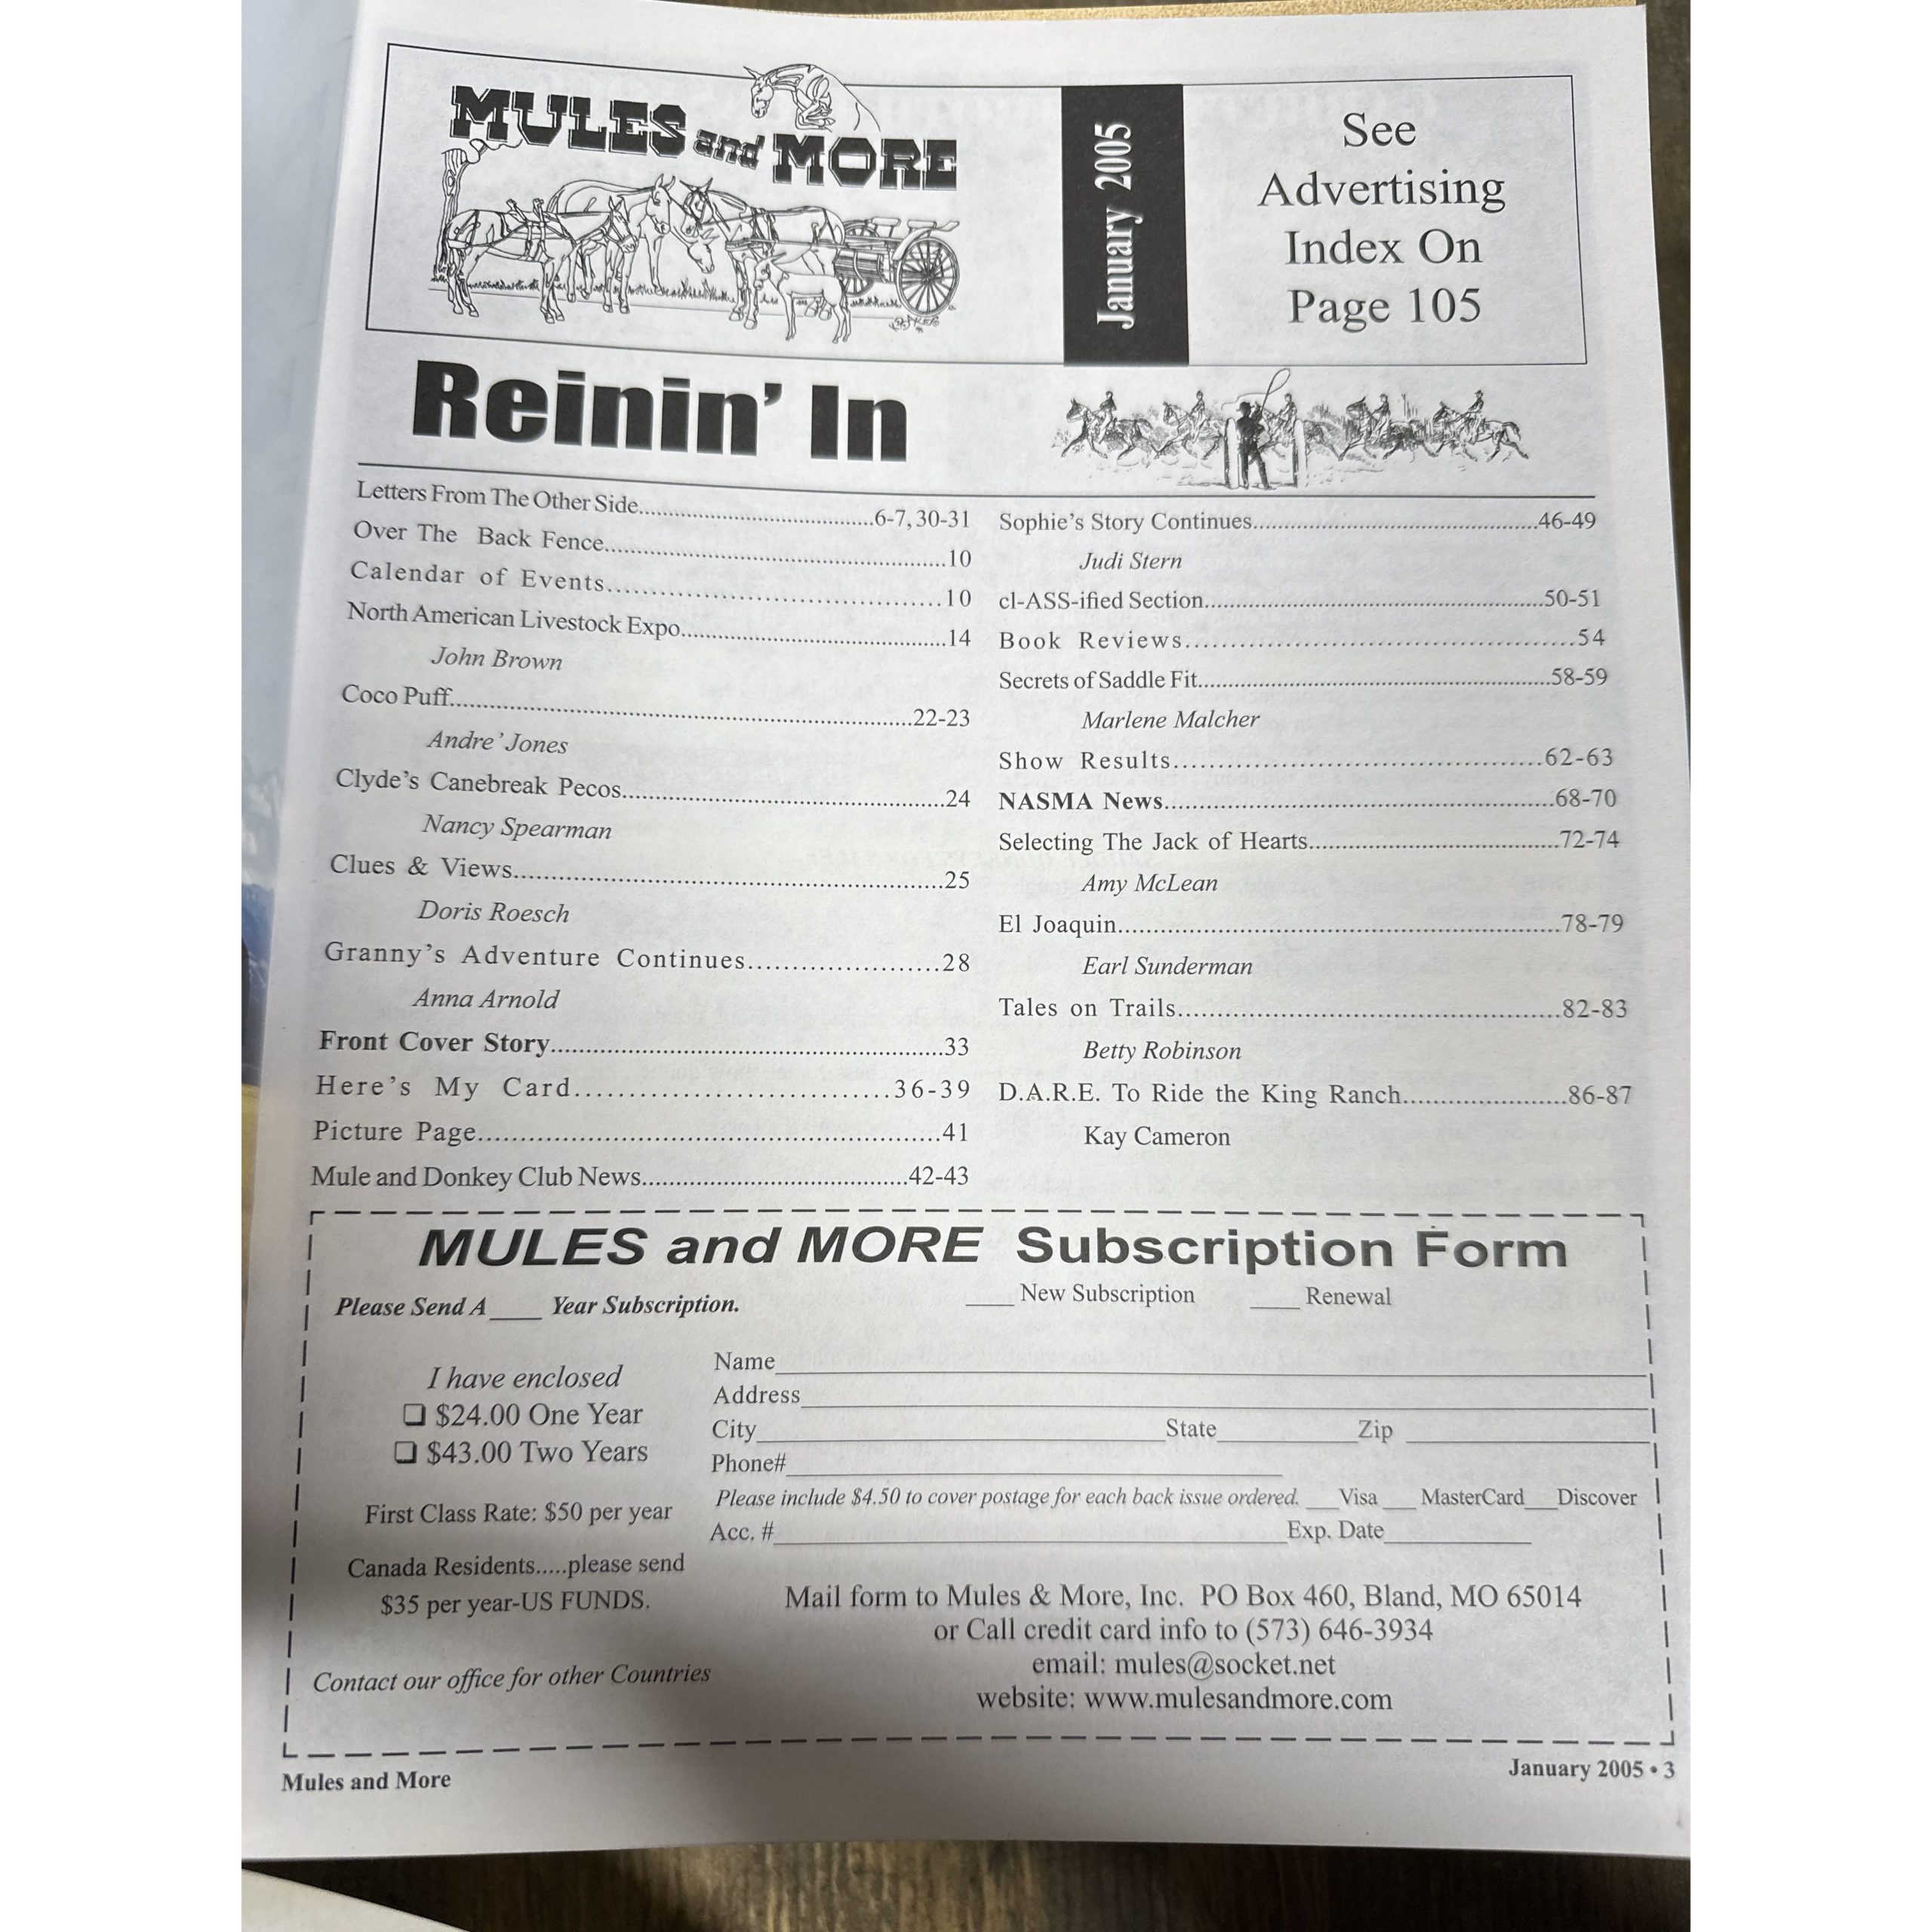 MULES and MORE
January 2005
See
Advertising
Index On
Page 105
Reinin’ In
Letters From The Other Side..........6-7, 30-31
Over The Back Fence..........10
Calendar of Events..........10
North American Livestock Expo..........14
John Brown
Coco Puff..........22-23
Andre’ Jones
Clyde’s Canebreak Pecos..........24
Nancy Spearman
Clues & Views..........25
Doris Roesch
Granny’s Adventure Continues..........28
Anna Arnold
Front Cover Story..........33
Here’s My Card..........36-39
Picture Page..........41
Mule and Donkey Club News..........42-43
Sophie’s Story Continues..........46-49
Judi Stern
cl-ASS-ified Section..........50-51
Book Reviews..........54
Secrets of Saddle Fit..........58-59
Marlene Malcher
Show Results..........62-63
NASMA News..........68-70
Selecting The Jack of Hearts..........72-74
Amy McLean
El Joaquin..........78-79
Earl Sunderman
Tales on Trails..........82-83
Betty Robinson
D.A.R.E. To Ride the King Ranch..........86-87
Kay Cameron
MULES and MORE Subscription Form
Please Send A____ Year Subscription. ____ New Subscription ____ Renewal
I have enclosed
❑ $24.00 One Year
❑ $43.00 Two Years
First Class Rate: $50 per year
Canada Residents.....please send
$35 per year-US FUNDS.
Contact our office for other Countries
Name____
Address____
City____State____Zip ____
Phone#____
Please include $4.50 to cover postage for each back issue ordered. ___Visa ___ MasterCard___Discover
Acc. #____Exp. Date____
Mail form to Mules & More, Inc. PO Box 460, Bland, MO 65014
or Call credit card info to (573) 646-3934
email: mules@socket.net
website: www.mulesandmore.com
Mules and More
January 2005 • 3